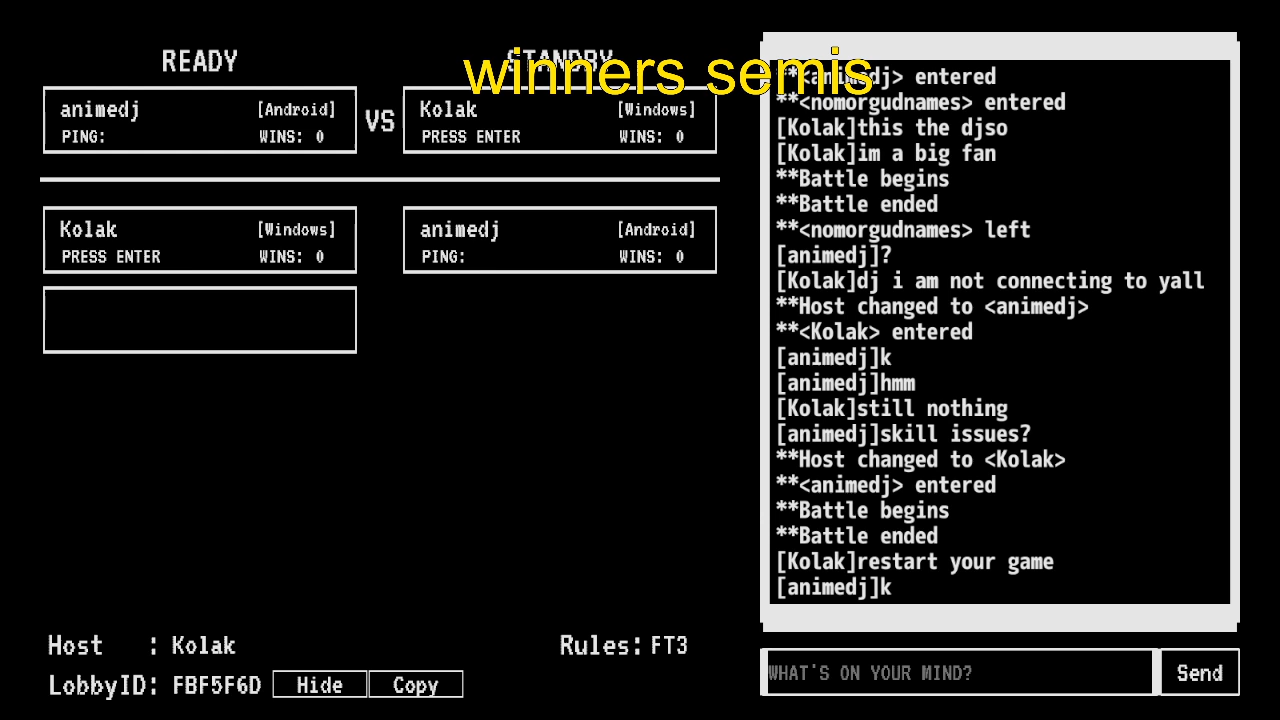 READY
STANDBY
winners semis
animedj [Android]
PING: WINS: 0
VS
Kolak [Windows]
PRESS ENTER WINS: 0
Kolak [Windows]
PRESS ENTER WINS: 0
animedj [Android]
PING: WINS: 0
Host : Kolak
Rules: FT3
LobbyID: FBF5F6D Hide Copy
**<animedj> entered
**<nomorgudnames> entered
[Kolak]this the djso
[Kolak]im a big fan
**Battle begins
**Battle ended
**<nomorgudnames> left
[animedj]?
[Kolak]dj i am not connecting to yall
**Host changed to <animedj>
**<Kolak> entered
[animedj]k
[animedj]hmm
[Kolak]still nothing
[animedj]skill issues?
**Host changed to <Kolak>
**<animedj> entered
**Battle begins
**Battle ended
[Kolak]restart your game
[animedj]k
WHAT'S ON YOUR MIND? Send